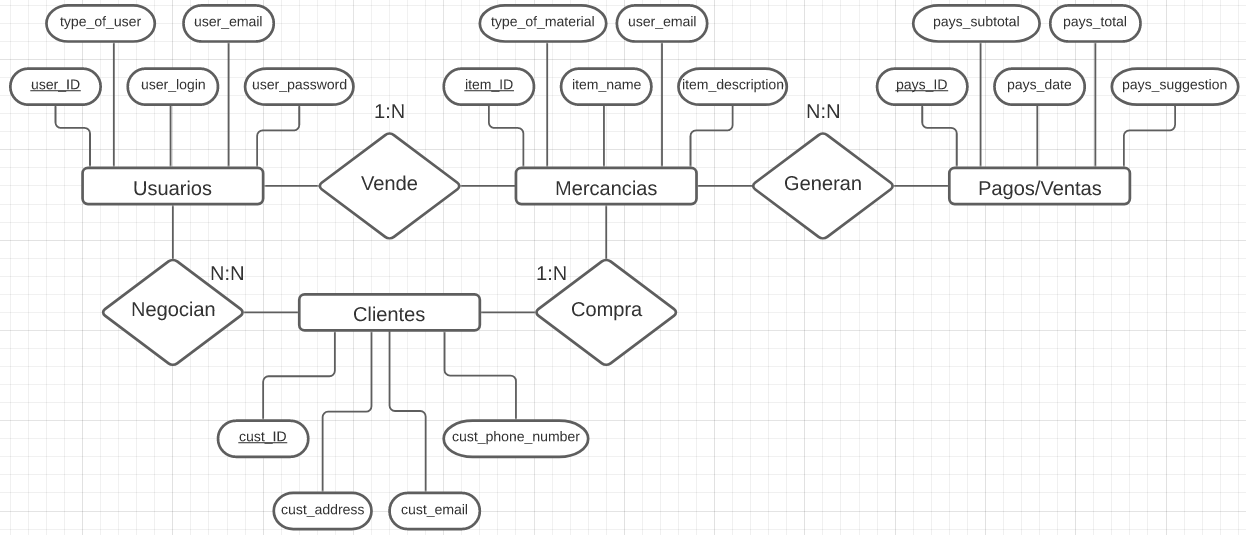 type_of_user
user_email
type_of_material
user_email
pays_subtotal
pays_total
user_ID
user_login
user_password
item_ID
item_name
item_description
pays_ID
pays_date
pays_suggestion
1:N
N:N
Usuarios
Vende
Mercancias
Generan
Pagos/Ventas
N:N
1:N
Negocian
Clientes
Compra
cust_ID
cust_phone_number
cust_address
cust_email